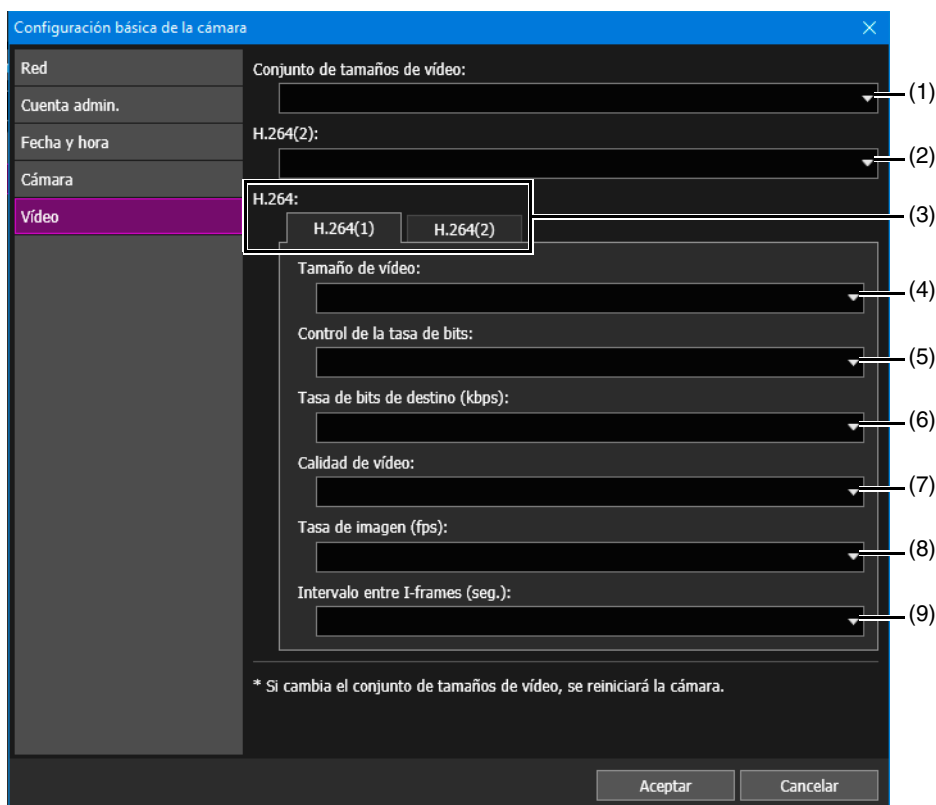 Configuración básica de la cámara
Red
Cuenta admin.
Fecha y hora
Cámara
Vídeo
Conjunto de tamaños de vídeo:
(1)
H.264(2):
(2)
H.264:
(3)
H.264(1) H.264(2)
Tamaño de vídeo:
(4)
Control de la tasa de bits:
(5)
Tasa de bits de destino (kbps):
(6)
Calidad de vídeo:
(7)
Tasa de imagen (fps):
(8)
Intervalo entre I-frames (seg.):
(9)
* Si cambia el conjunto de tamaños de vídeo, se reiniciará la cámara.
Aceptar Cancelar